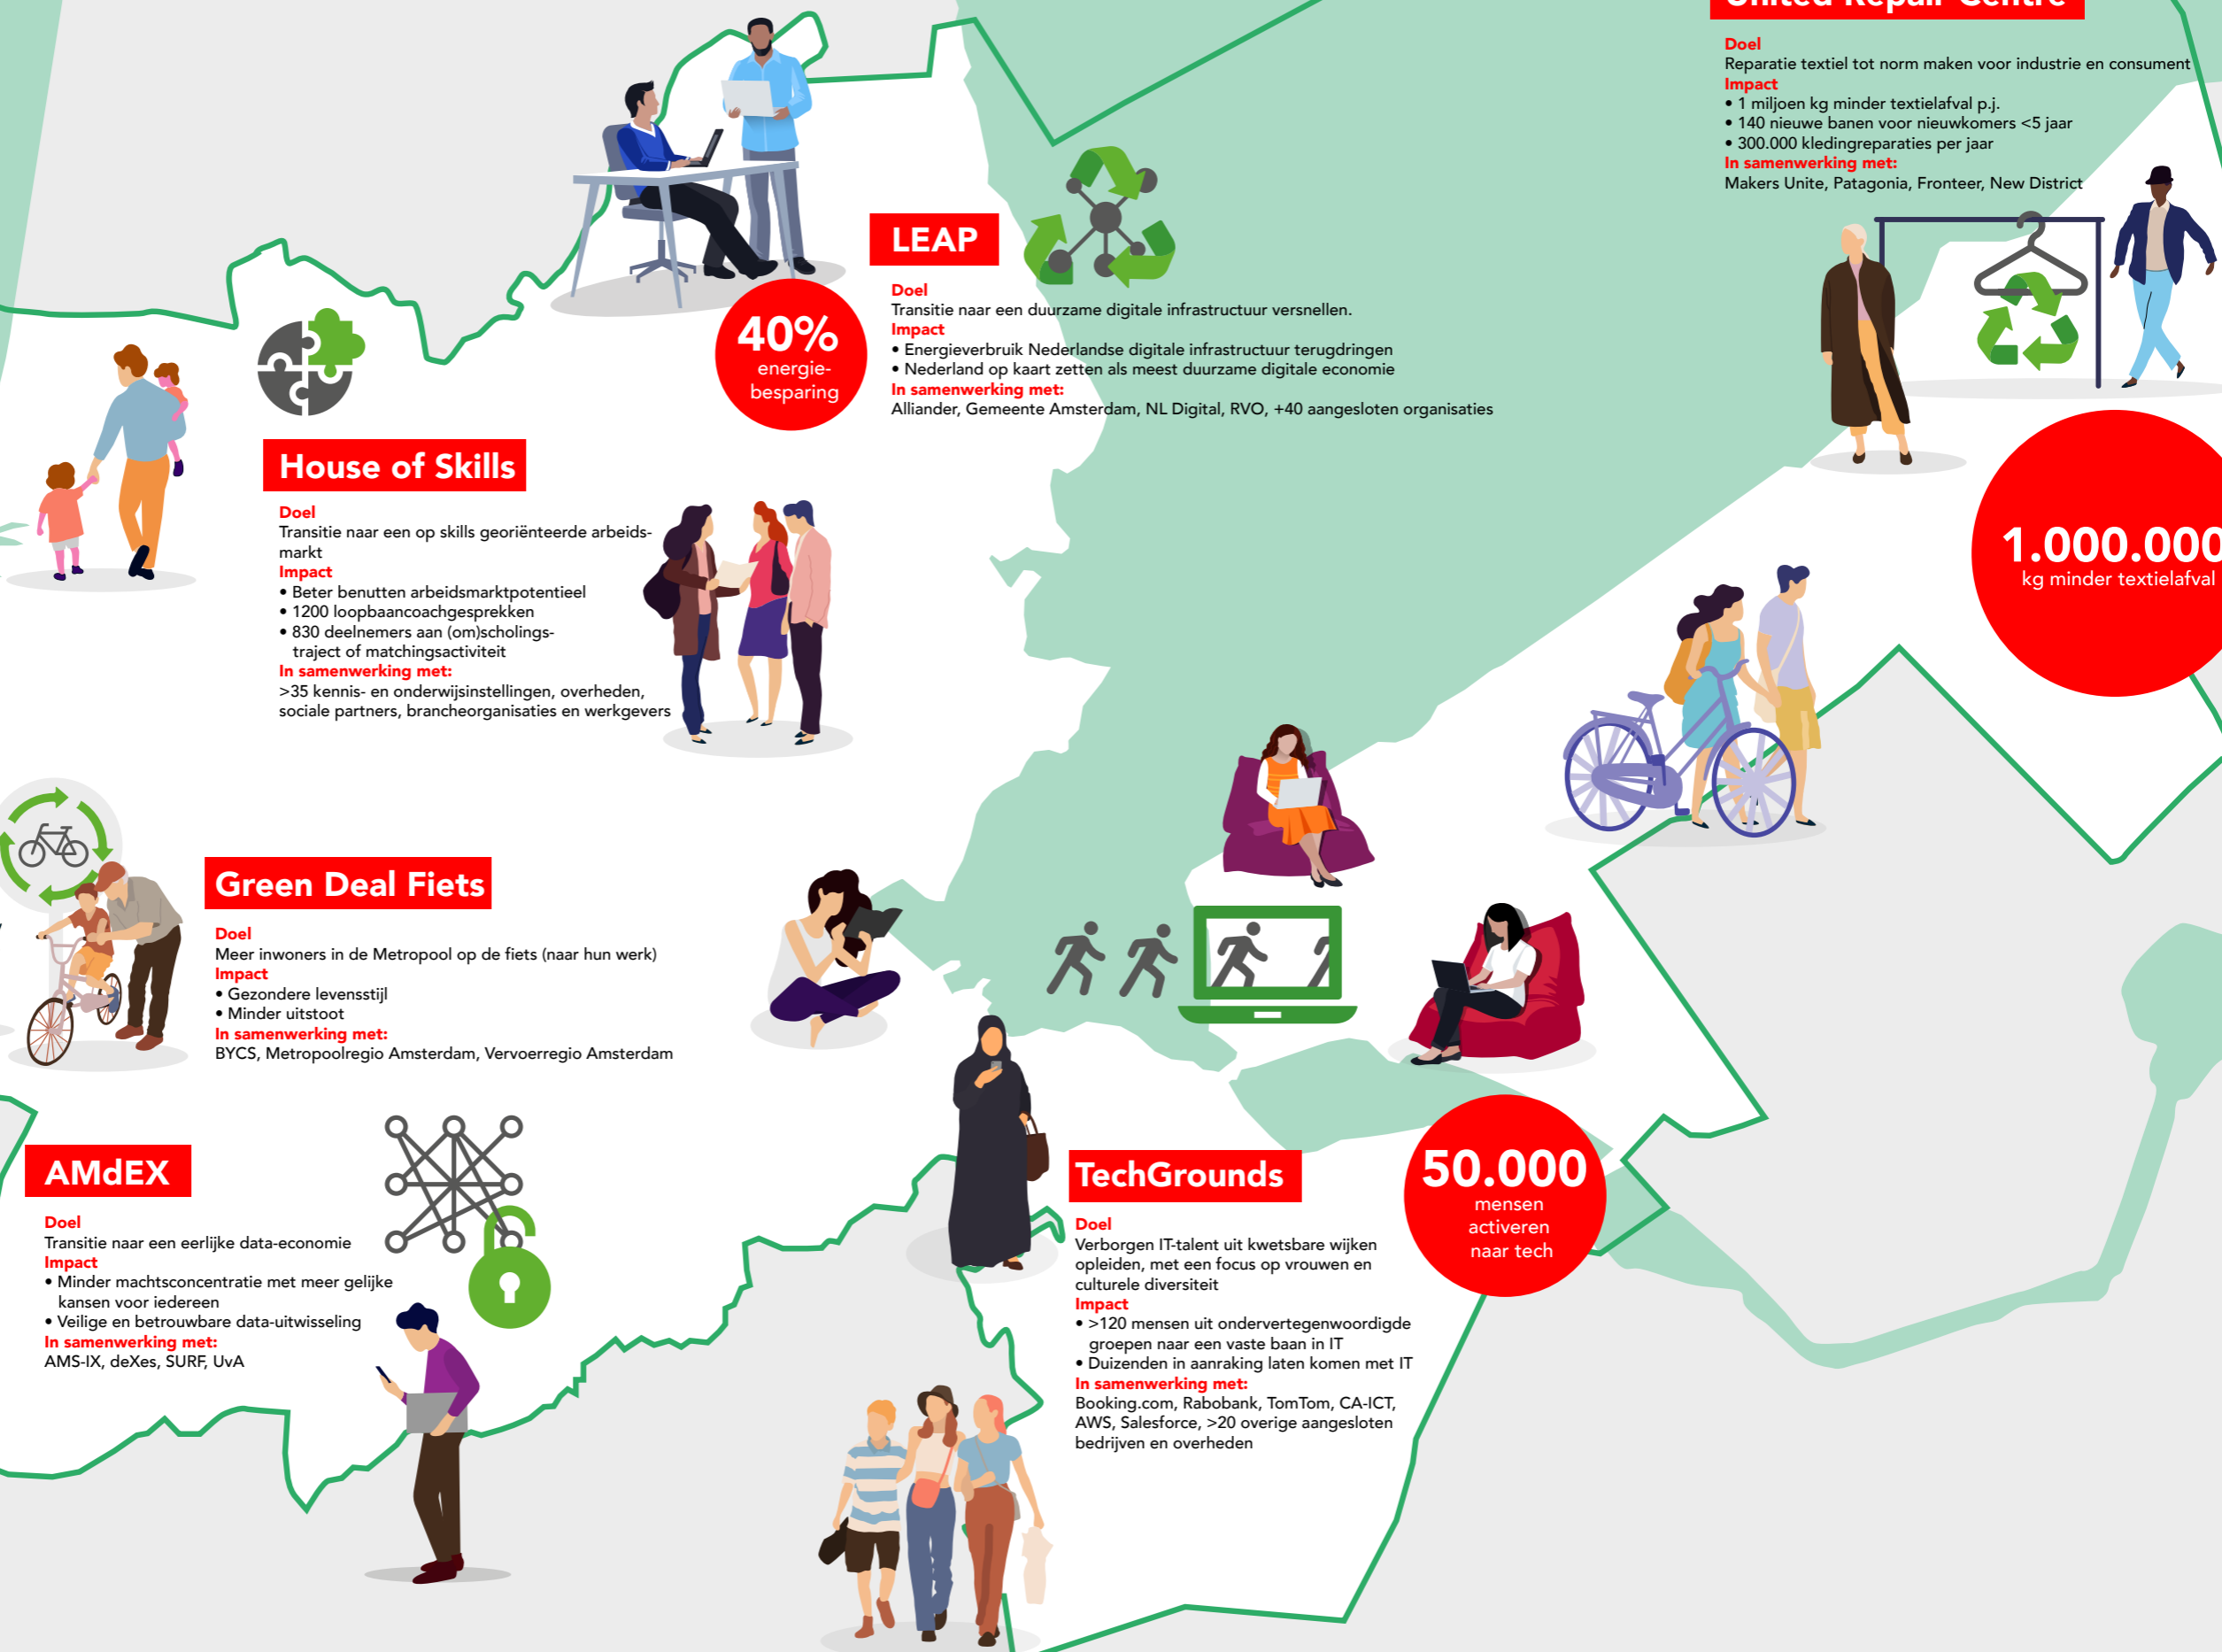 United Repair Centre
Doel
Reparatie textiel tot norm maken voor industrie en consument
Impact
• 1 miljoen kg minder textielafval p.j.
• 140 nieuwe banen voor nieuwkomers <5 jaar
• 300.000 kledingreparaties per jaar
In samenwerking met:
Makers Unite, Patagonia, Fronteer, New District
1.000.000
kg minder textielafval
LEAP
Doel
Transitie naar een duurzame digitale infrastructuur versnellen.
Impact
• Energieverbruik Nederlandse digitale infrastructuur terugdringen
• Nederland op kaart zetten als meest duurzame digitale economie
In samenwerking met:
Alliander, Gemeente Amsterdam, NL Digital, RVO, +40 aangesloten organisaties
40%
energie-
besparing
House of Skills
Doel
Transitie naar een op skills georiënteerde arbeids-
markt
Impact
• Beter benutten arbeidsmarktpotentieel
• 1200 loopbaancoachgesprekken
• 830 deelnemers aan (om)scholings-
traject of matchingsactiviteit
In samenwerking met:
>35 kennis- en onderwijsinstellingen, overheden,
sociale partners, brancheorganisaties en werkgevers
Green Deal Fiets
Doel
Meer inwoners in de Metropool op de fiets (naar hun werk)
Impact
• Gezondere levensstijl
• Minder uitstoot
In samenwerking met:
BYCS, Metropoolregio Amsterdam, Vervoerregio Amsterdam
AMdEX
Doel
Transitie naar een eerlijke data-economie
Impact
• Minder machtsconcentratie met meer gelijke
kansen voor iedereen
• Veilige en betrouwbare data-uitwisseling
In samenwerking met:
AMS-IX, deXes, SURF, UvA
TechGrounds
Doel
Verborgen IT-talent uit kwetsbare wijken
opleiden, met een focus op vrouwen en
culturele diversiteit
Impact
• >120 mensen uit ondervertegenwoordigde
groepen naar een vaste baan in IT
• Duizenden in aanraking laten komen met IT
In samenwerking met:
Booking.com, Rabobank, TomTom, CA-ICT,
AWS, Salesforce, >20 overige aangesloten
bedrijven en overheden
50.000
mensen
activeren
naar tech